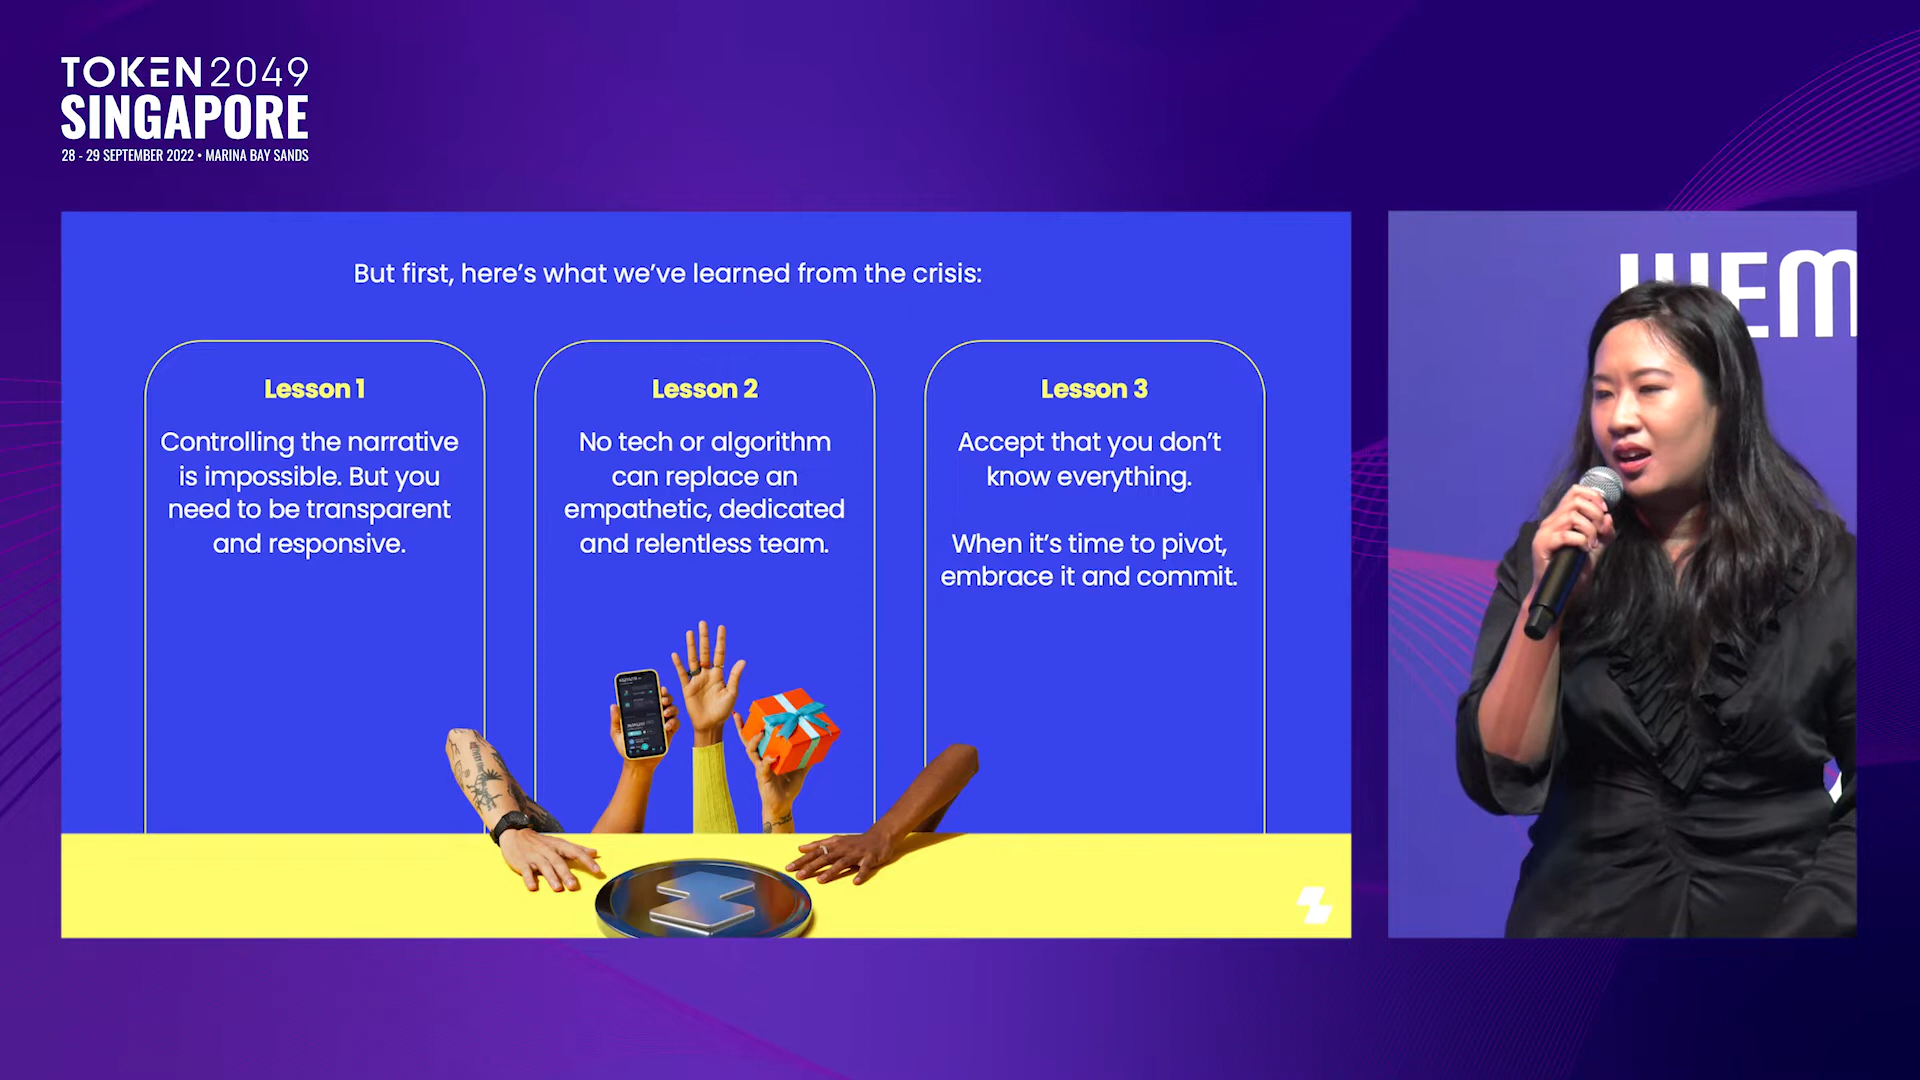 TOKEN2049
SINGAPORE
28 - 29 SEPTEMBER 2022 • MARINA BAY SANDS
But first, here’s what we’ve learned from the crisis:
Lesson 1
Controlling the narrative
is impossible. But you
need to be transparent
and responsive.
Lesson 2
No tech or algorithm
can replace an
empathetic, dedicated
and relentless team.
Lesson 3
Accept that you don’t
know everything.
When it’s time to pivot,
embrace it and commit.